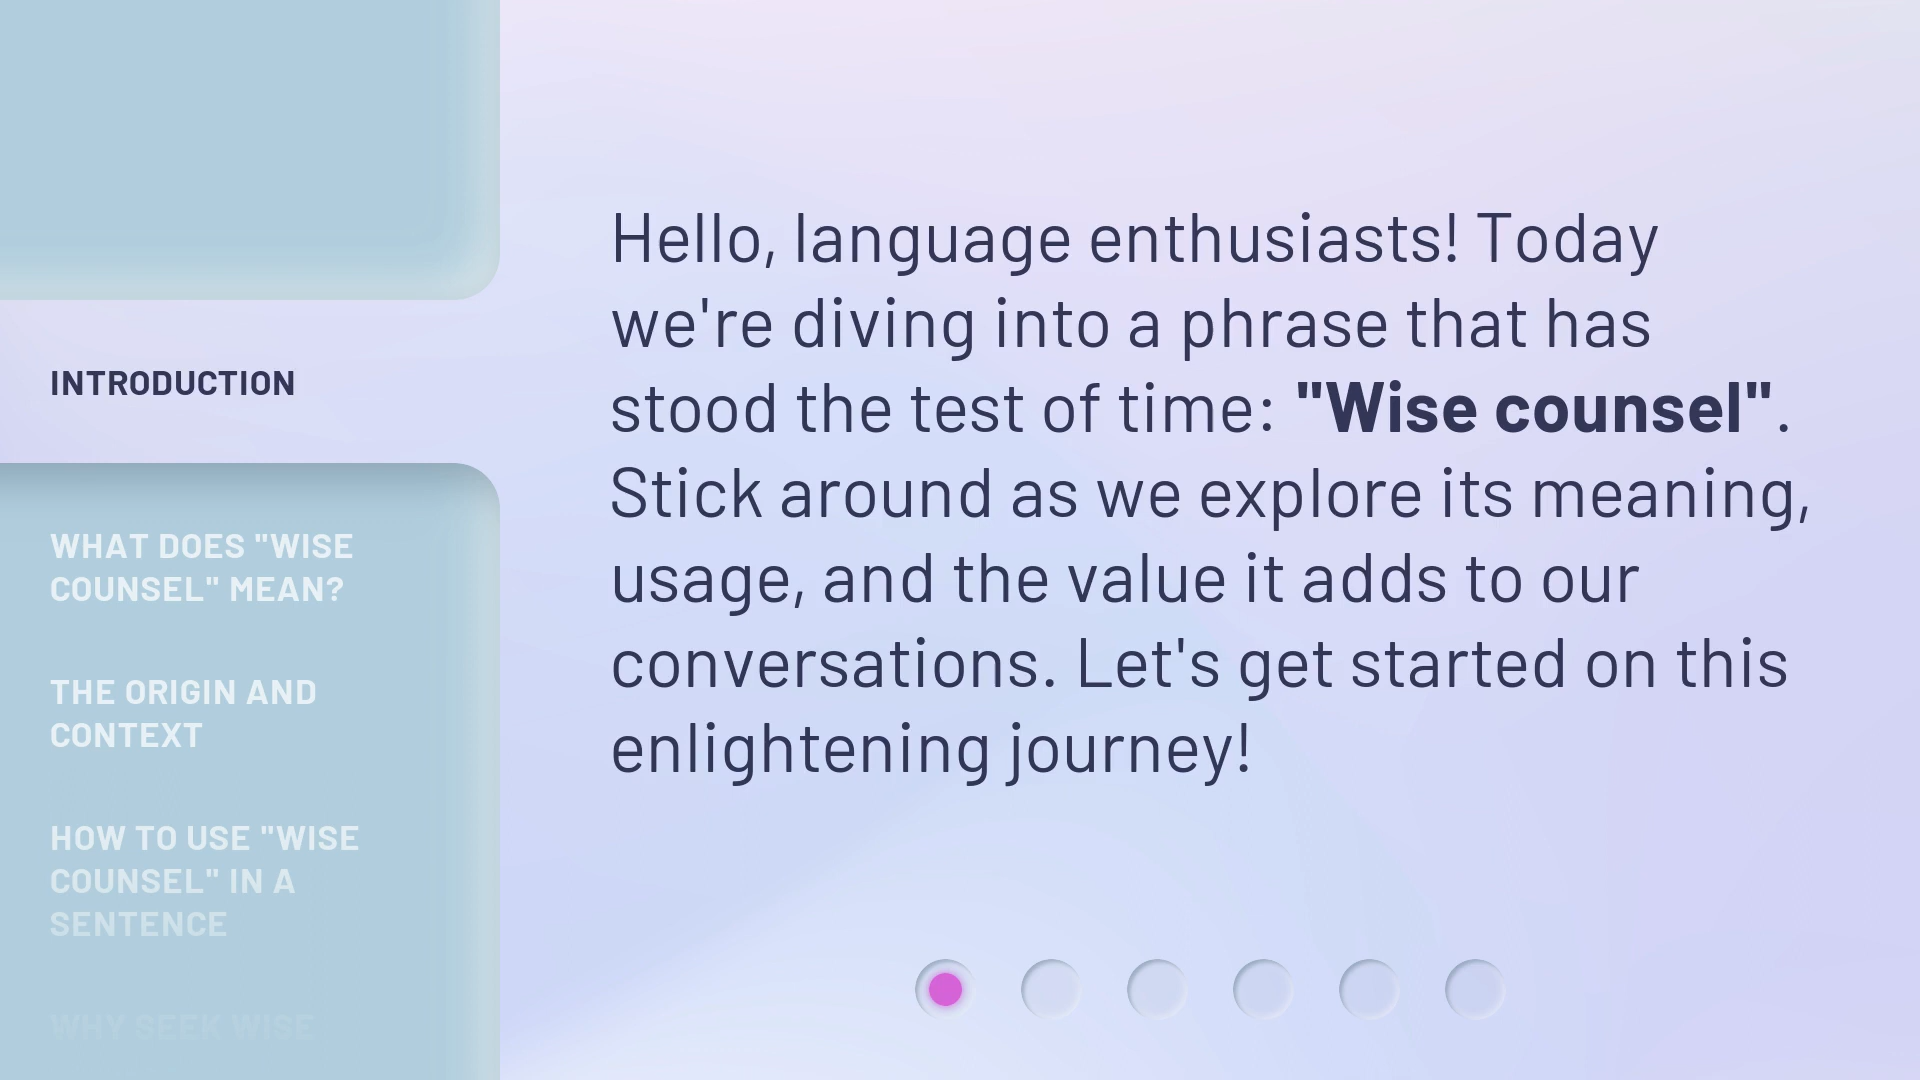 INTRODUCTION
WHAT DOES "WISE
COUNSEL" MEAN?
THE ORIGIN AND
CONTEXT
HOW TO USE "WISE
COUNSEL" IN A
SENTENCE
WHY SEEK WISE
Hello, language enthusiasts! Today
we're diving into a phrase that has
stood the test of time: "Wise counsel".
Stick around as we explore its meaning,
usage, and the value it adds to our
conversations. Let's get started on this
enlightening journey!